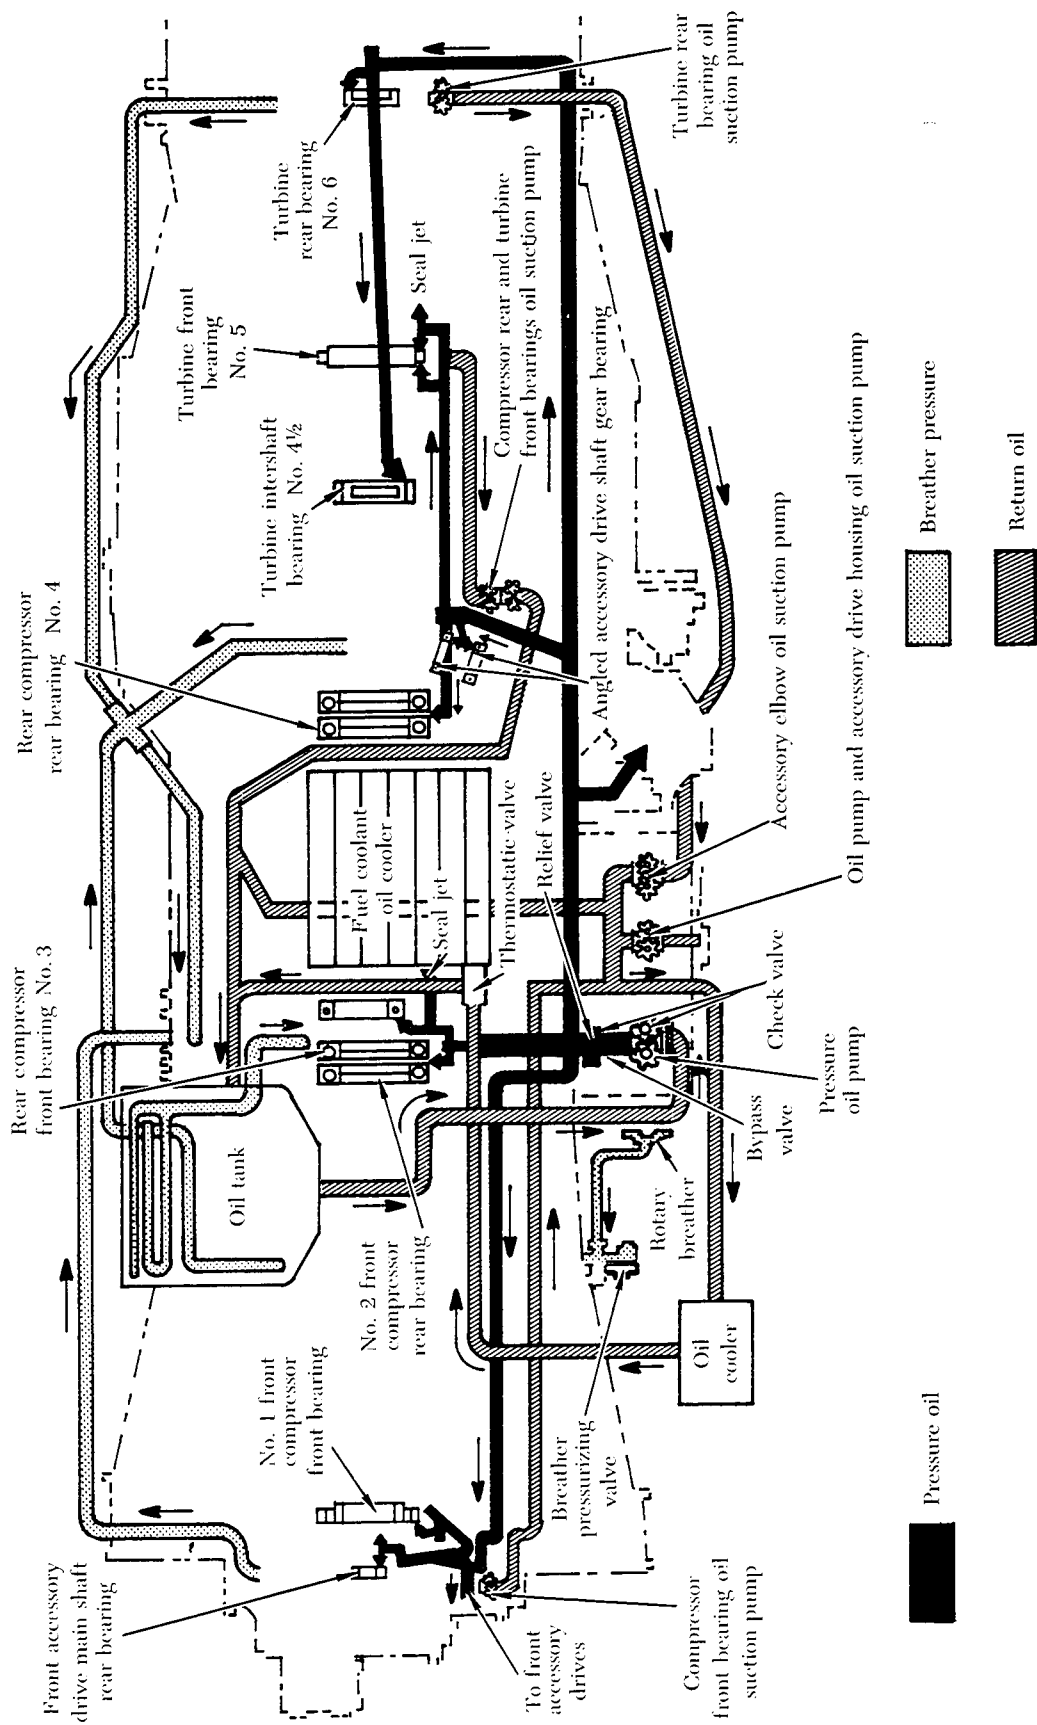 Front accessory
drive main shaft
rear bearing
No. 1 front
compressor
front bearing
Oil tank
No. 2 front
compressor
rear bearing
Rear compressor
front bearing No. 3
Fuel coolant
oil cooler
Seal jet
Thermostatic valve
Relief valve
Rear compressor
rear bearing No. 4
Turbine intershaft
bearing No. 4½
Turbine front
bearing
No. 5
Turbine
rear bearing
No. 6
Seal jet
Compressor rear and turbine
front bearings oil suction pump
Angled accessory drive shaft gear bearing
Turbine rear
bearing oil
suction pump
To front
accessory
drives
Compressor
front bearing oil
suction pump
Breather
pressurizing
valve
Oil
cooler
Rotary
breather
Bypass
valve
Pressure
oil pump
Check valve
Accessory elbow oil suction pump
Oil pump and accessory drive housing oil suction pump
Pressure oil
Breather pressure
Return oil